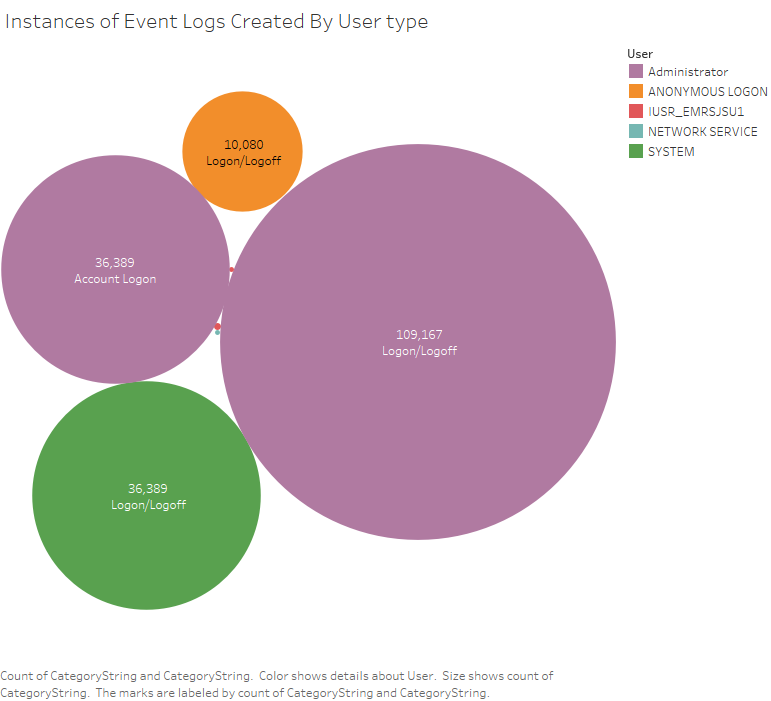 Instances of Event Logs Created By User type
User
Administrator
ANONYMOUS LOGON
IUSR_EMRSJSU1
NETWORK SERVICE
SYSTEM
10,080
Logon/Logoff
36,389
Account Logon
109,167
Logon/Logoff
36,389
Logon/Logoff
Count of CategoryString and CategoryString.  Color shows details about User.  Size shows count of
CategoryString.  The marks are labeled by count of CategoryString and CategoryString.